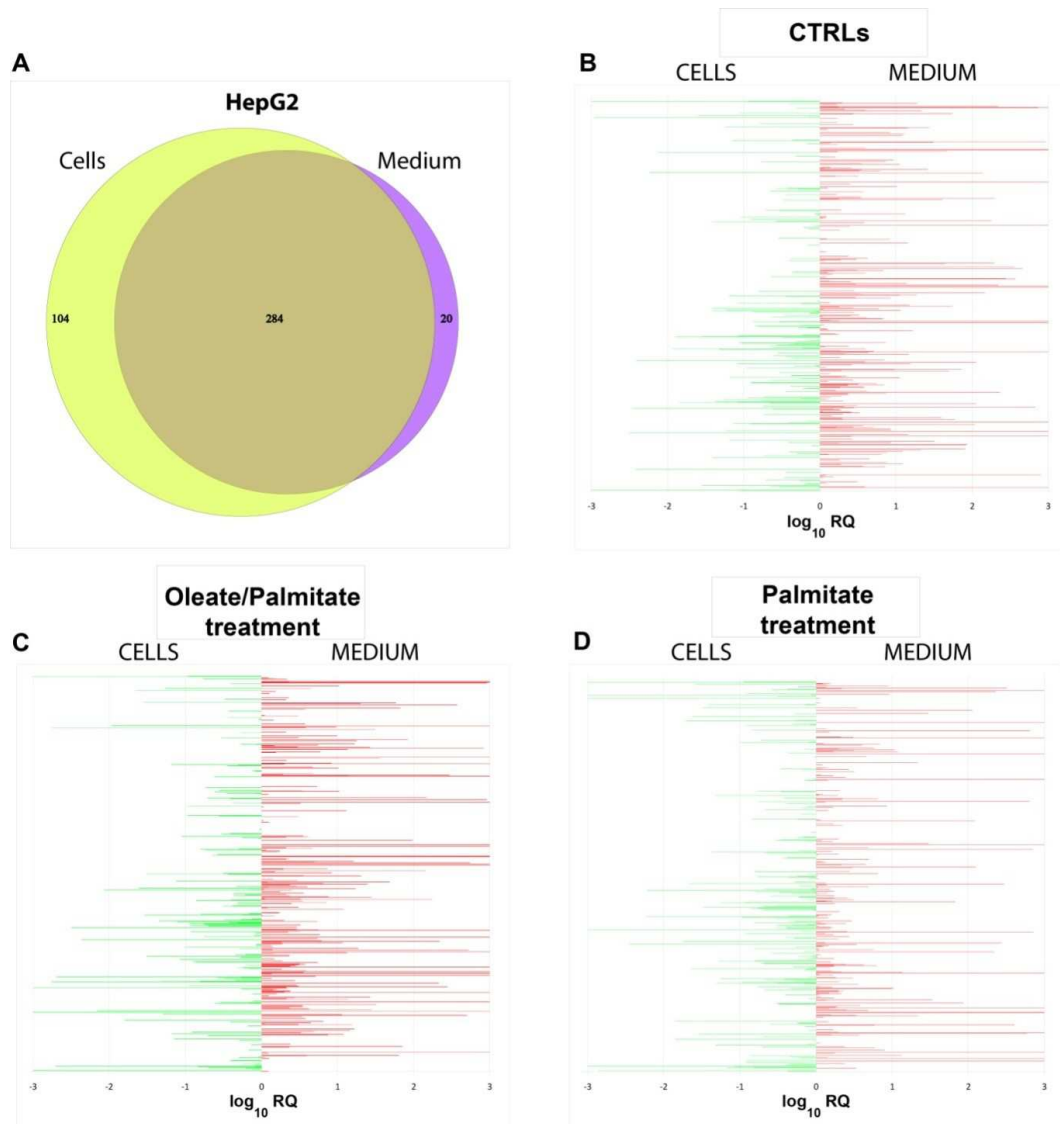 A
HepG2
Cells
Medium
104
284
20
CTRLs
B
CELLS
MEDIUM
-3 -2 -1 0 1 2 3
log10 RQ
Oleate/Palmitate
treatment
C
CELLS
MEDIUM
-3 -2 -1 0 1 2 3
log10 RQ
Palmitate
treatment
D
CELLS
MEDIUM
-3 -2 -1 0 1 2 3
log10 RQ